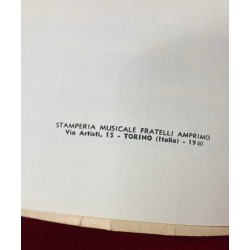 STAMPERIA MUSICALE FRATELLI AMPRIMO
Via Artisti, 15 - TORINO (Italia) - 1960